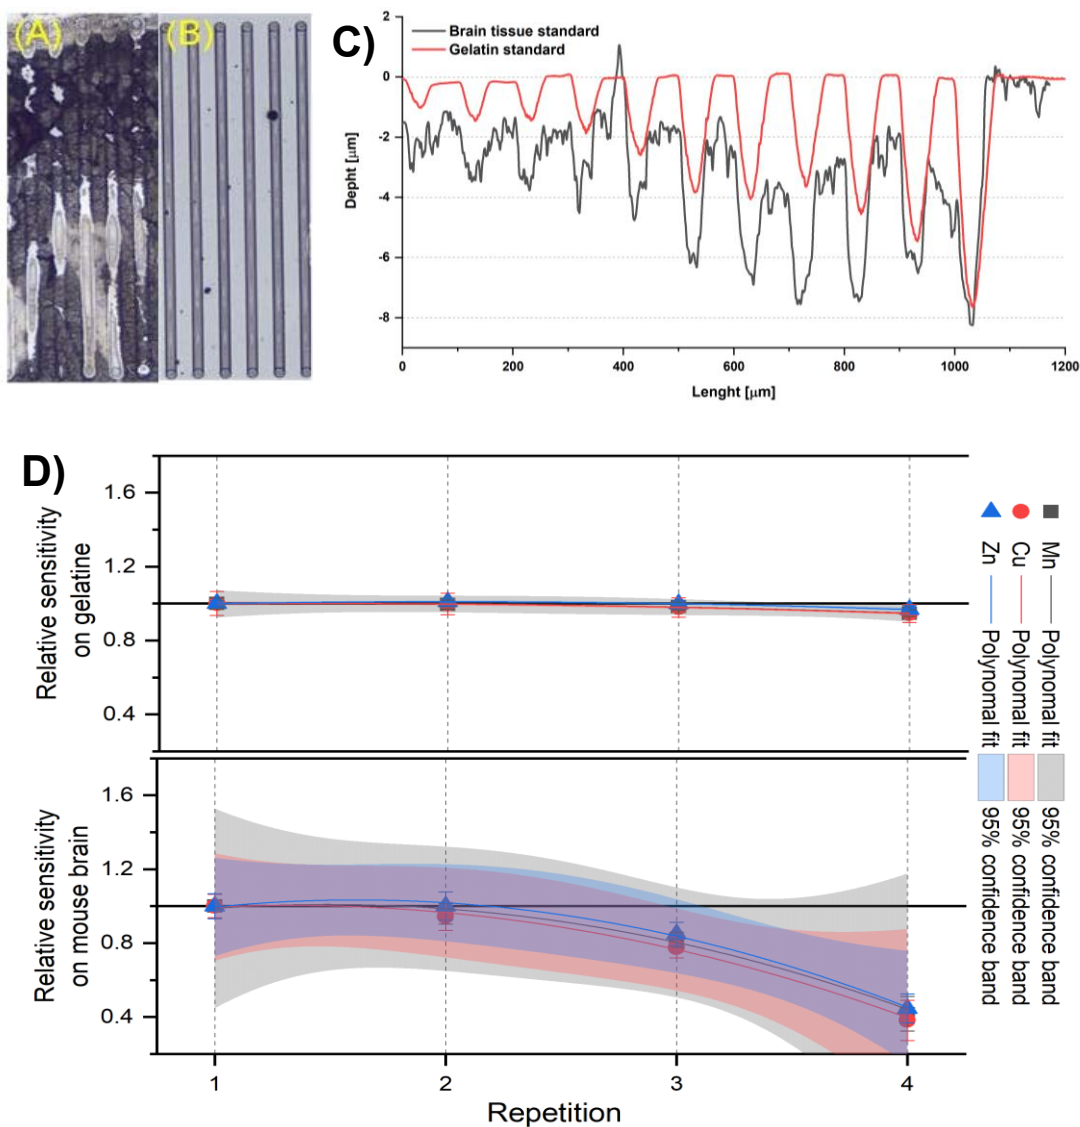 (A)
(B)
C)
Brain tissue standard
Gelatin standard
2
0
-2
-4
-6
-8
Depht [μm]
0 200 400 600 800 1000 1200
Lenght [μm]
D)
Relative sensitivity
on gelatine
1.6
1.2
0.8
0.4
Relative sensitivity
on mouse brain
1.6
1.2
0.8
0.4
1 2 3 4
Repetition
Mn Polynomal fit 95% confidence band
Cu Polynomal fit 95% confidence band
Zn Polynomal fit 95% confidence band